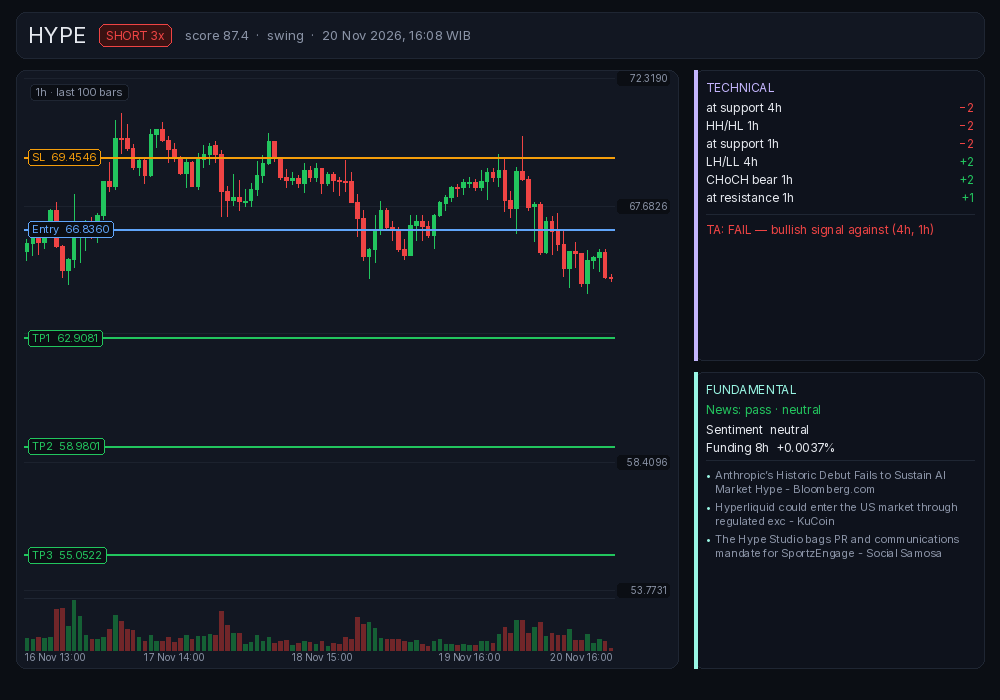 HYPE SHORT 3x score 87.4 · swing · 20 Nov 2026, 16:08 WIB
1h · last 100 bars
72.3190
SL 69.4546
67.6826
Entry 66.8360
TP1 62.9081
TP2 58.9801
58.4096
TP3 55.0522
53.7731
16 Nov 13:00 17 Nov 14:00 18 Nov 15:00 19 Nov 16:00 20 Nov 16:00
TECHNICAL
at support 4h −2
HH/HL 1h −2
at support 1h −2
LH/LL 4h +2
CHoCH bear 1h +2
at resistance 1h +1
TA: FAIL — bullish signal against (4h, 1h)
FUNDAMENTAL
News: pass · neutral
Sentiment neutral
Funding 8h +0.0037%
• Anthropic's Historic Debut Fails to Sustain AI
Market Hype - Bloomberg.com
• Hyperliquid could enter the US market through
regulated exc - KuCoin
• The Hype Studio bags PR and communications
mandate for SportzEngage - Social Samosa